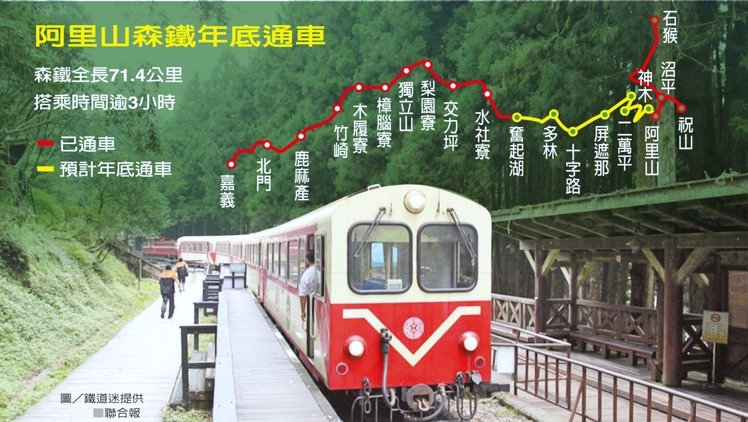 阿里山森鐵年底通車
森鐵全長71.4公里
搭乘時間逾3小時
已通車
預計年底通車
嘉義
北門
鹿麻產
竹崎
木履寮
樟腦寮
獨立山
梨園寮
交力坪
水社寮
奮起湖
多林
十字路
屏遮那
二萬平
神木
阿里山
沼平
祝山
石猴
圖／鐵道迷提供
聯合報